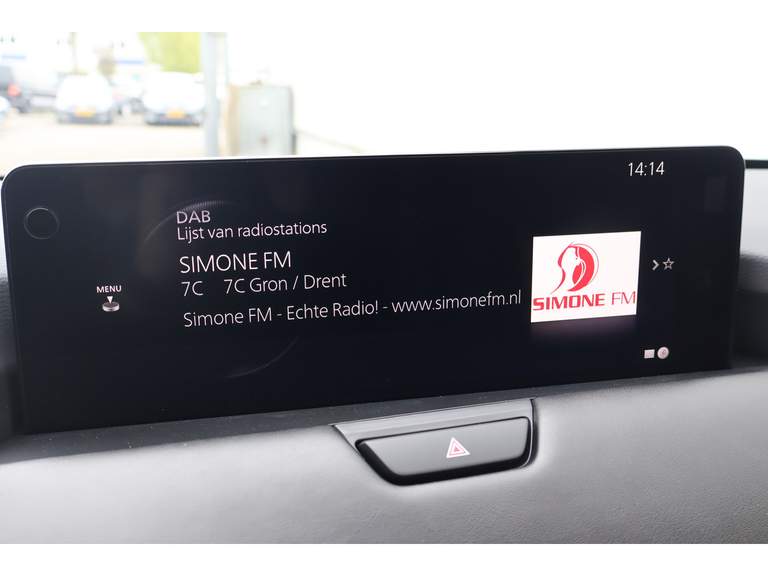 14:14
DAB
Lijst van radiostations
SIMONE FM
7C 7C Gron / Drent
Simone FM - Echte Radio! - www.simonefm.nl
MENU
SIMONE FM